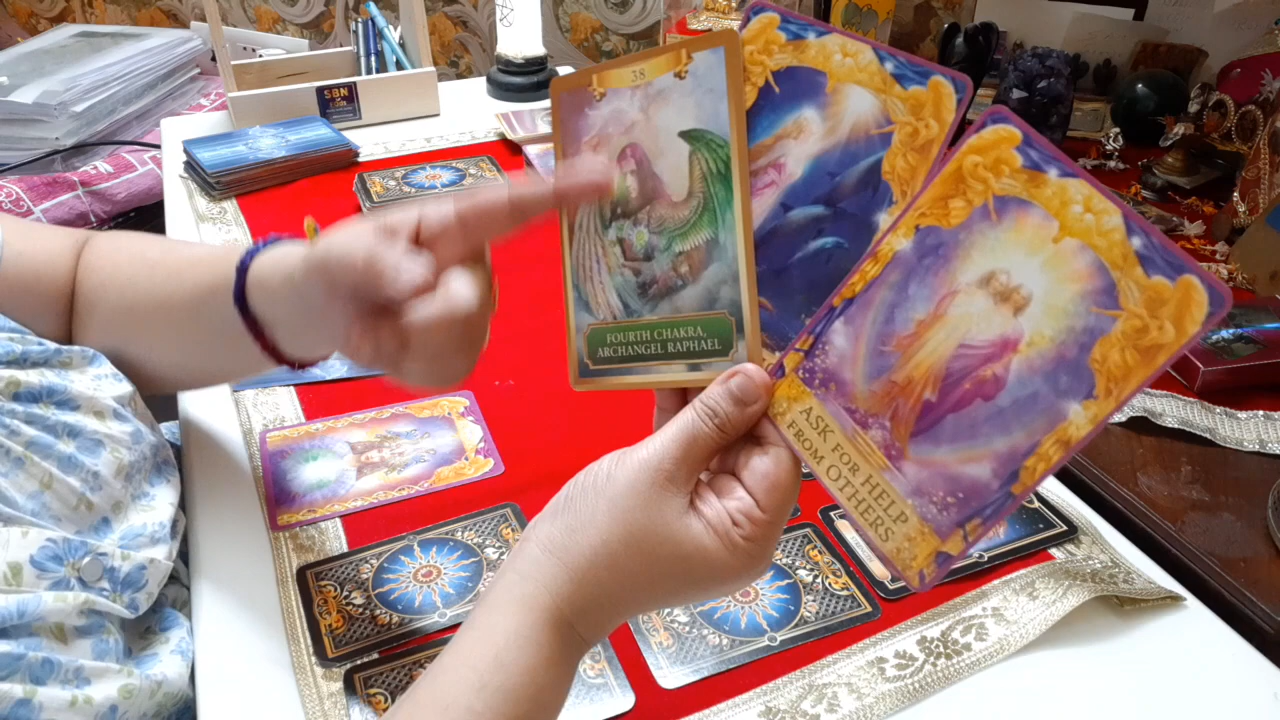 SBN
38
FOURTH CHAKRA,
ARCHANGEL RAPHAEL
ASK FOR HELP
FROM OTHERS